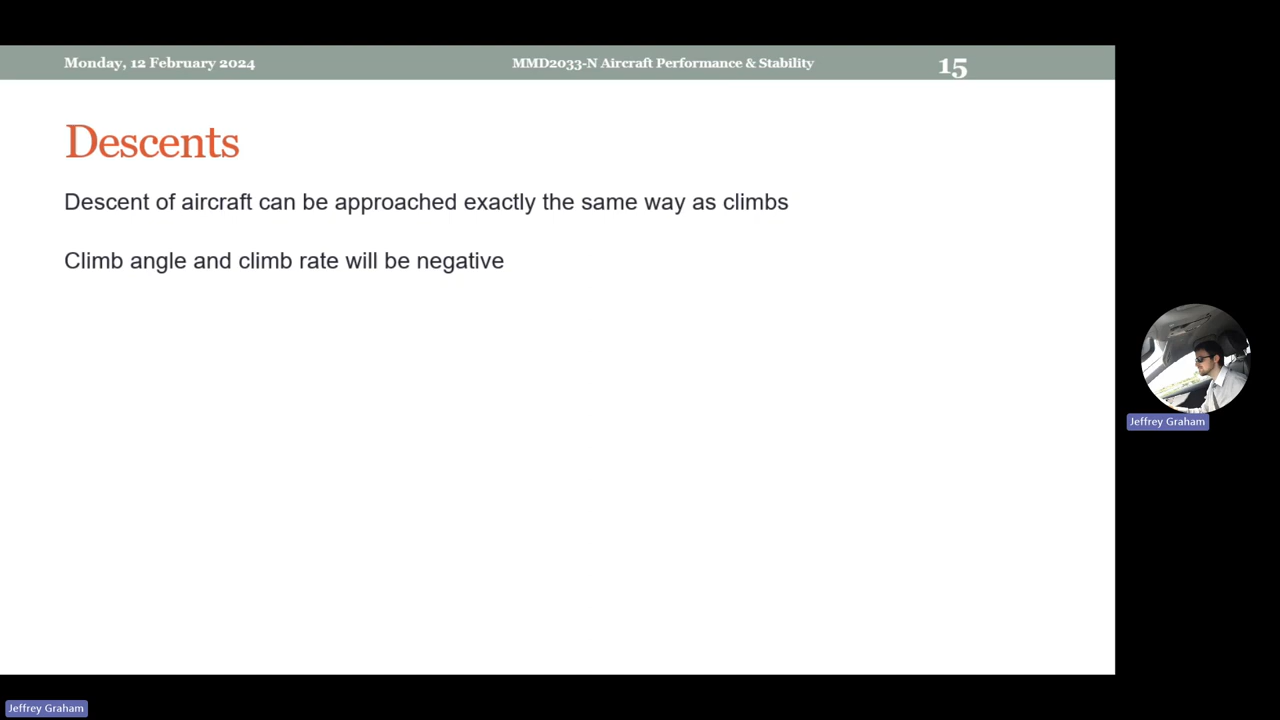 Monday, 12 February 2024 MMD2033-N Aircraft Performance & Stability 15
Descents
Descent of aircraft can be approached exactly the same way as climbs
Climb angle and climb rate will be negative
Jeffrey Graham
Jeffrey Graham